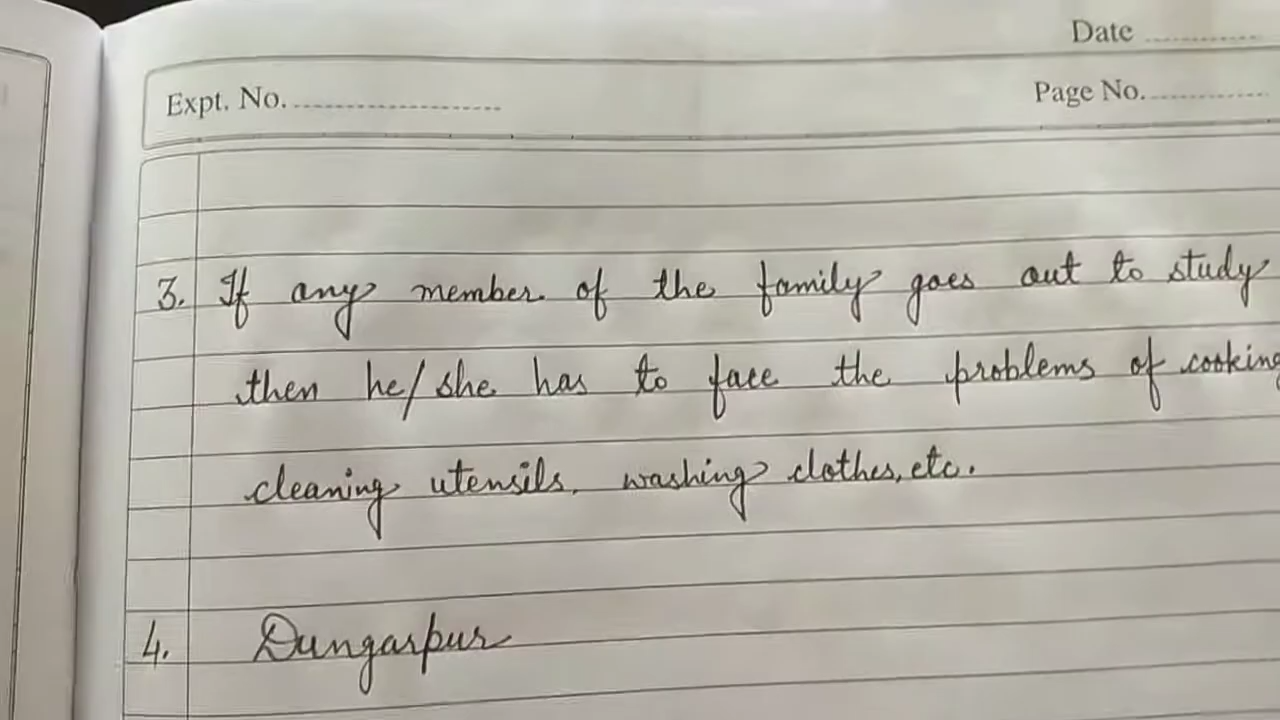 Date ..............
Expt. No. ..............................
Page No. ................
3. If any member of the family goes out to study
then he/she has to face the problems of cooking
cleaning utensils, washing clothes, etc.
4. Dungarpur